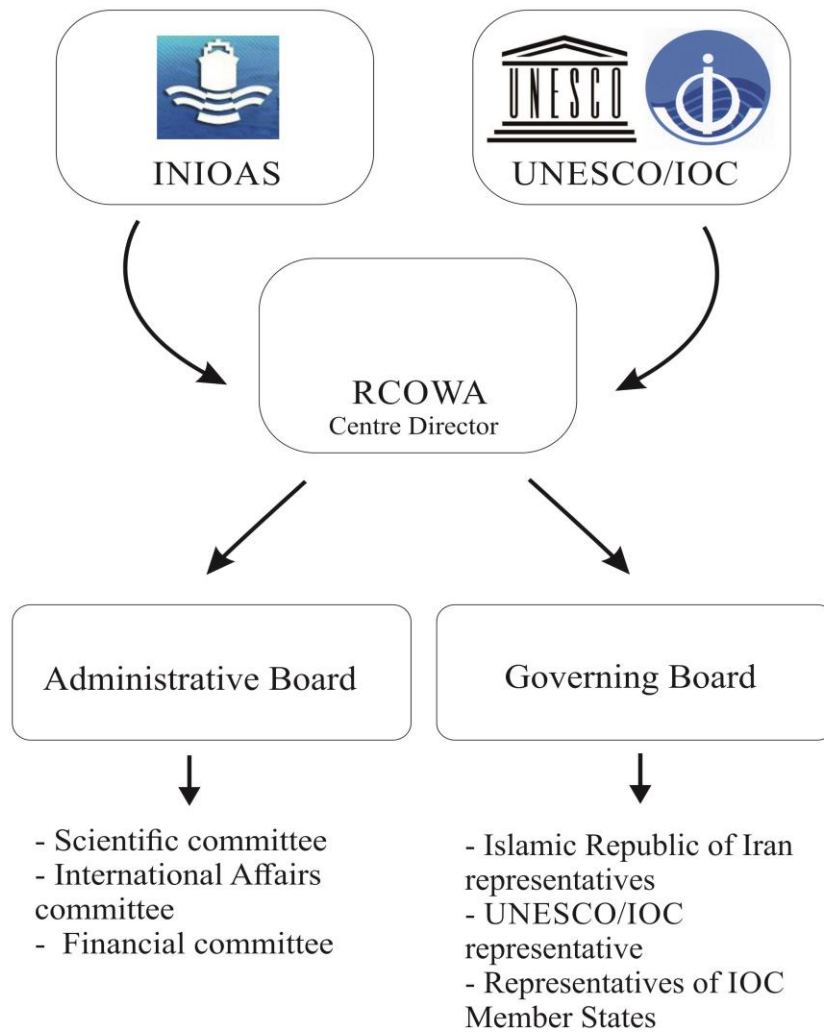 INIOAS
UNESCO
UNESCO/IOC
RCOWA
Centre Director
Administrative Board
- Scientific committee
- International Affairs
committee
-  Financial committee
Governing Board
- Islamic Republic of Iran
representatives
- UNESCO/IOC
representative
- Representatives of IOC
Member States